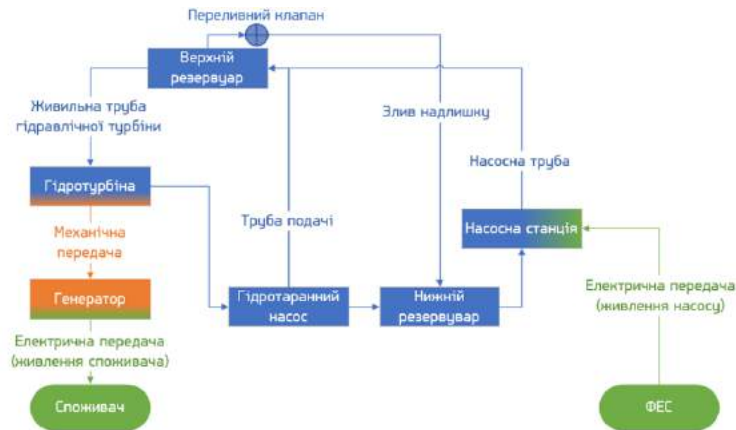 Переливний клапан
Верхній
резервуар
Живильна труба
гідравлічної турбіни
Злив надлишку
Насосна труба
Гідротурбіна
Труба подачі
Насосна станція
Механічна
передача
Генератор
Гідротаранний
насос
Нижній
резервувар
Електрична передача
(живлення насосу)
Електрична передача
(живлення споживача)
Споживач
ФЕС